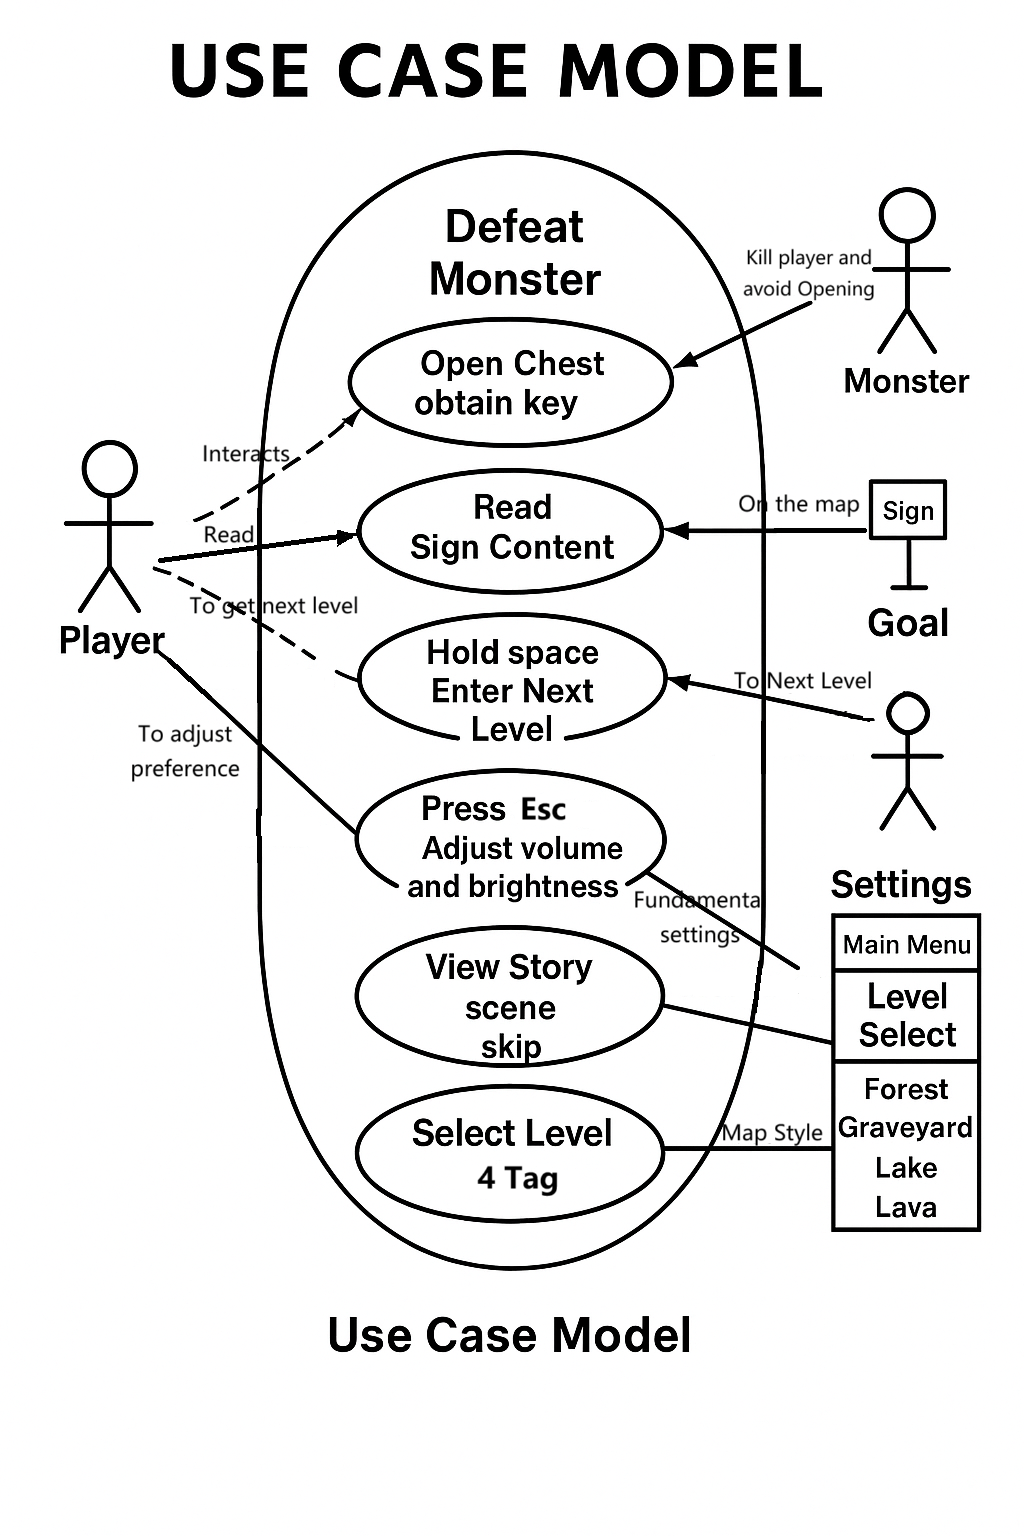 USE CASE MODEL
Defeat
Monster
Kill player and
avoid Opening
Monster
Open Chest
obtain key
Interacts
Read
Sign Content
On the map
Sign
Goal
Read
To get next level
Player
Hold space
Enter Next
Level
To Next Level
To adjust
preference
Press Esc
Adjust volume
and brightness
Fundamenta
settings
Settings
Main Menu
Level
Select
View Story
scene
skip
Forest
Graveyard
Lake
Lava
Select Level
4 Tag
Map Style
Use Case Model